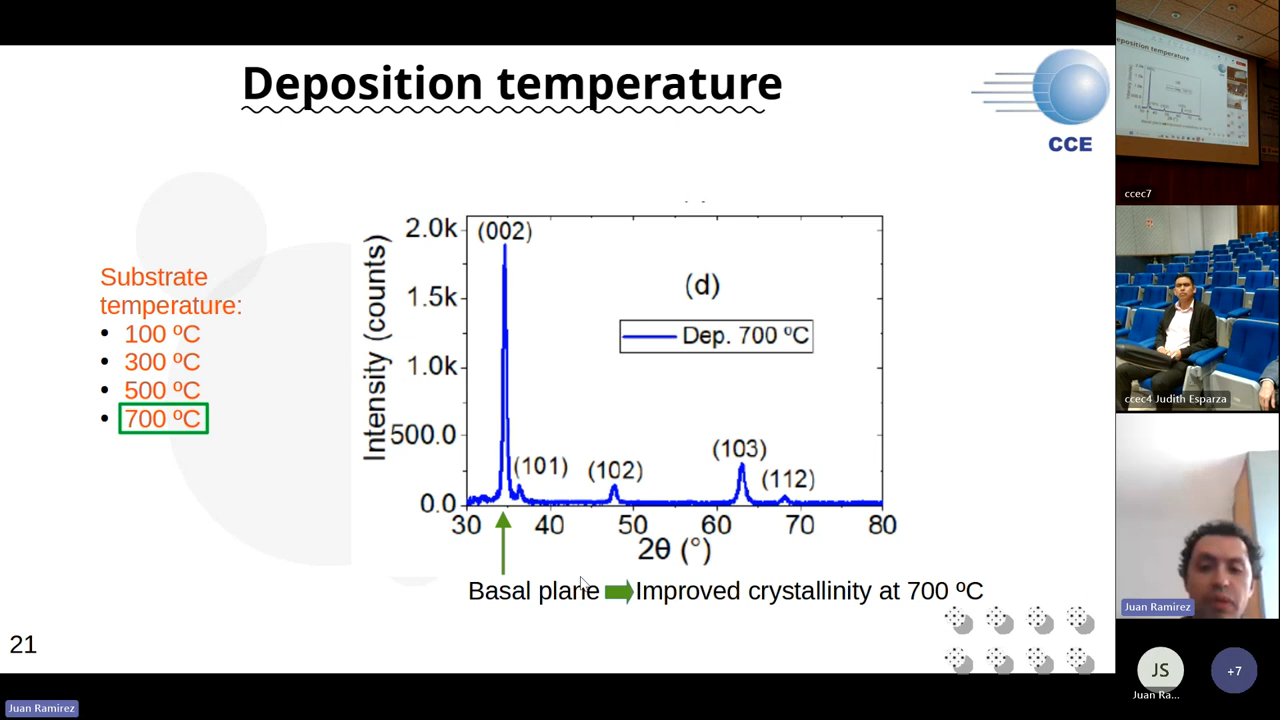 Deposition temperature
CCE
Substrate
temperature:
• 100 ºC
• 300 ºC
• 500 ºC
• 700 ºC
Intensity (counts)
2.0k
1.5k
1.0k
500.0
0.0
(002)
(d)
Dep. 700 ºC
(101)
(102)
(103)
(112)
30 40 50 60 70 80
2θ (°)
Basal plane
Improved crystallinity at 700 ºC
21
Juan Ramirez
ccec7
ccec4 Judith Esparza
Juan Ramirez
JS
Juan Ra...
+7